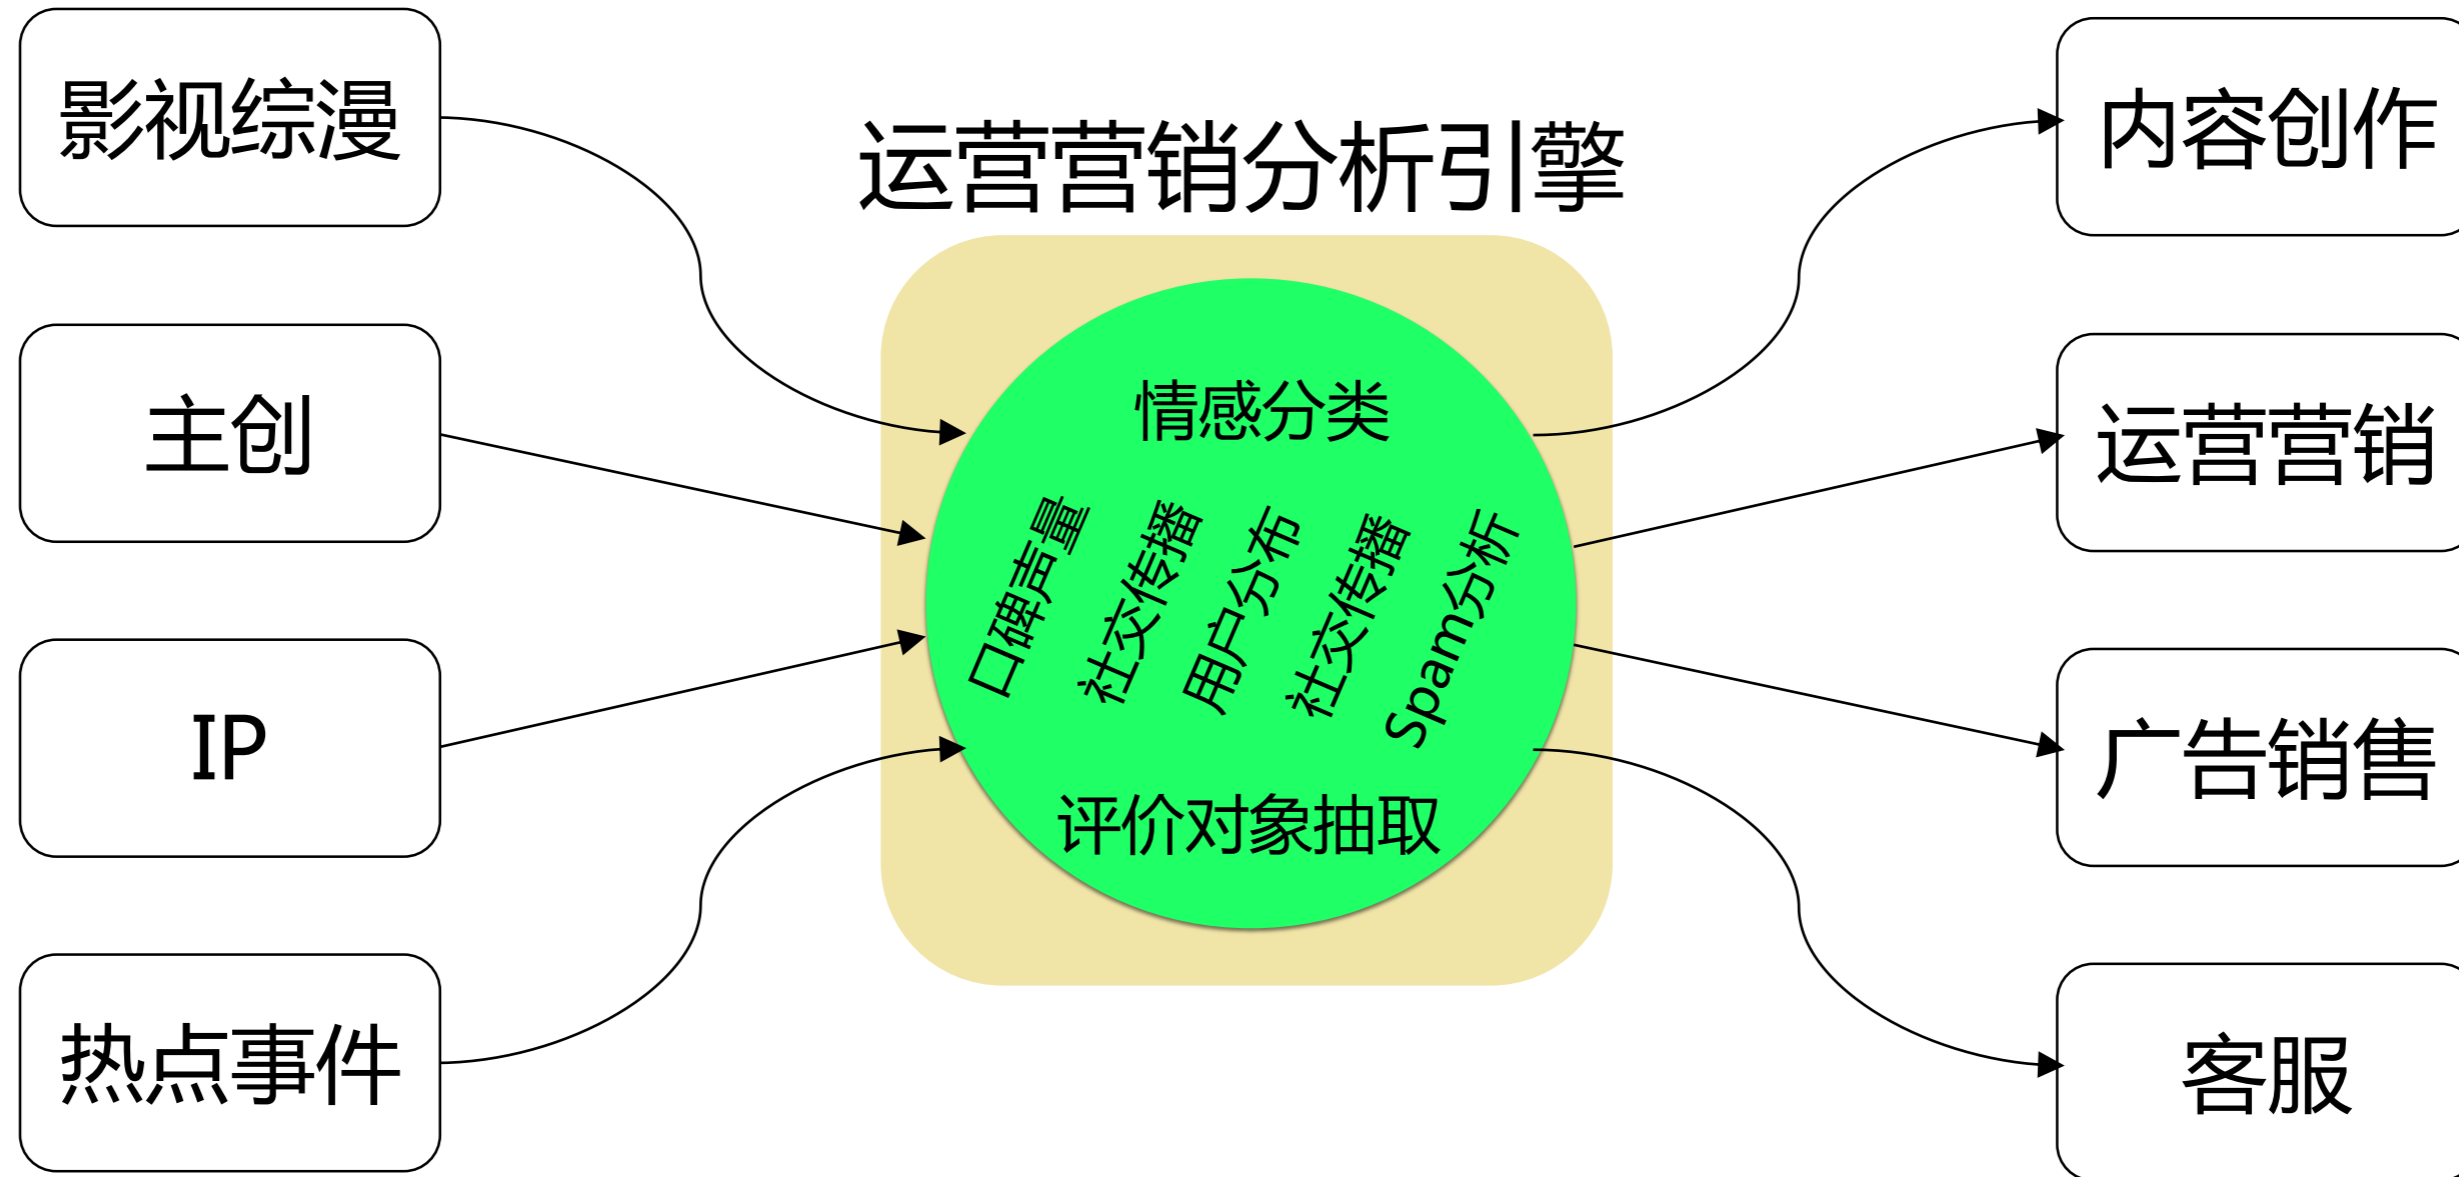 影视综漫
主创
IP
热点事件
运营营销分析引擎
情感分类
口碑声量
社交传播
用户分布
社交传播
Spam分析
评价对象抽取
内容创作
运营营销
广告销售
客服